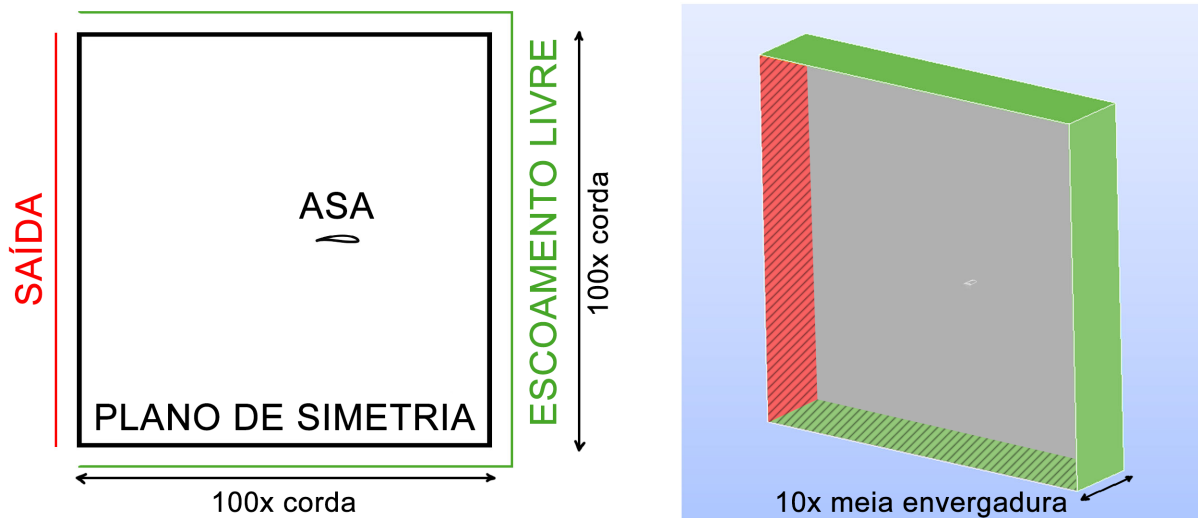 SAÍDA
ASA
PLANO DE SIMETRIA
100x corda
ESCOAMENTO LIVRE
100x corda
10x meia envergadura